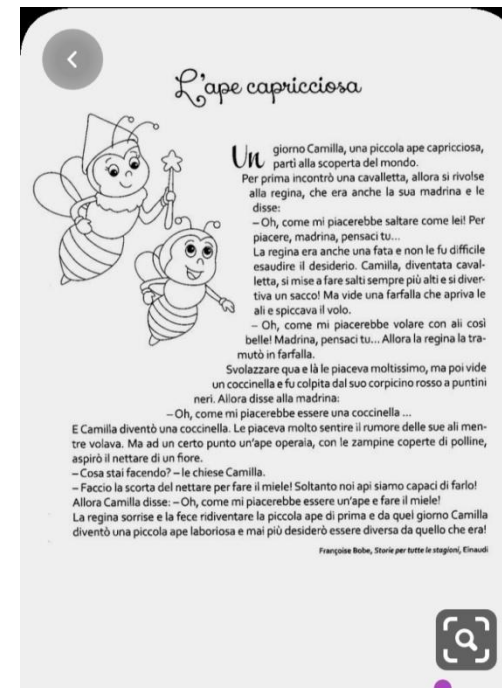 L'ape capricciosa
Un giorno Camilla, una piccola ape capricciosa,
partì alla scoperta del mondo.
Per prima incontrò una cavalletta, allora si rivolse
alla regina, che era anche la sua madrina e le
disse:
– Oh, come mi piacerebbe saltare come lei! Per
piacere, madrina, pensaci tu...
La regina era anche una fata e non le fu difficile
esaudire il desiderio. Camilla, diventata caval-
letta, si mise a fare salti sempre più alti e si diver-
tiva un sacco! Ma vide una farfalla che apriva le
ali e spiccava il volo.
– Oh, come mi piacerebbe volare con ali così
belle! Madrina, pensaci tu... Allora la regina la tra-
mutò in farfalla.
Svolazzare qua e là le piaceva moltissimo, ma poi vide
un coccinella e fu colpita dal suo corpicino rosso a puntini
neri. Allora disse alla madrina:
– Oh, come mi piacerebbe essere una coccinella ...
E Camilla diventò una coccinella. Le piaceva molto sentire il rumore delle sue ali men-
tre volava. Ma ad un certo punto un'ape operaia, con le zampine coperte di polline,
aspirò il nettare di un fiore.
– Cosa stai facendo? – le chiese Camilla.
– Faccio la scorta del nettare per fare il miele! Soltanto noi api siamo capaci di farlo!
Allora Camilla disse: – Oh, come mi piacerebbe essere un'ape e fare il miele!
La regina sorrise e la fece ridiventare la piccola ape di prima e da quel giorno Camilla
diventò una piccola ape laboriosa e mai più desiderò essere diversa da quello che era!
Françoise Bobe, Storie per tutte le stagioni, Einaudi